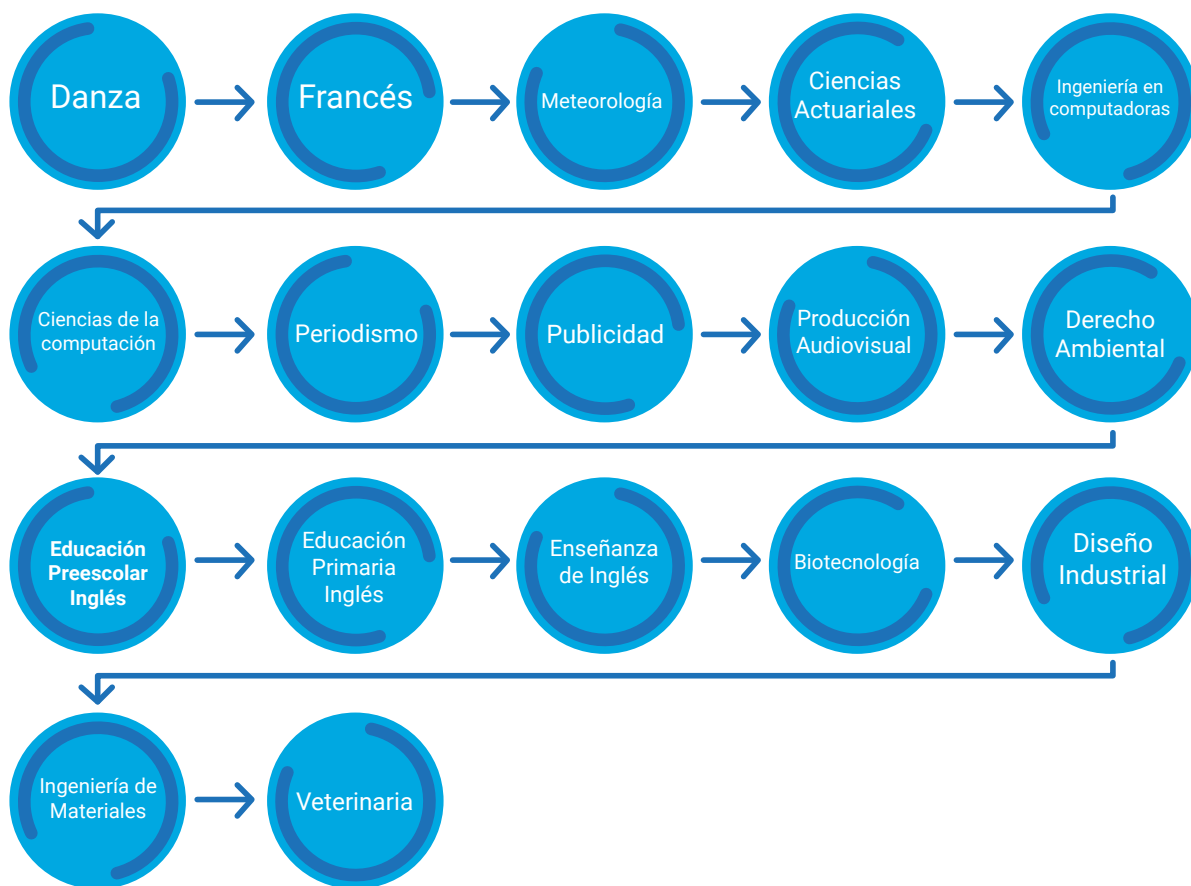 Danza
Francés
Meteorología
Ciencias
Actuariales
Ingeniería en
computadoras
Ciencias de la
computación
Periodismo
Publicidad
Producción
Audiovisual
Derecho
Ambiental
Educación
Preescolar
Inglés
Educación
Primaria
Inglés
Enseñanza
de Inglés
Biotecnología
Diseño
Industrial
Ingeniería de
Materiales
Veterinaria